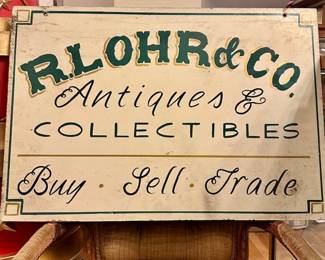 R. LOHR & CO.
Antiques &
COLLECTIBLES
Buy · Sell · Trade